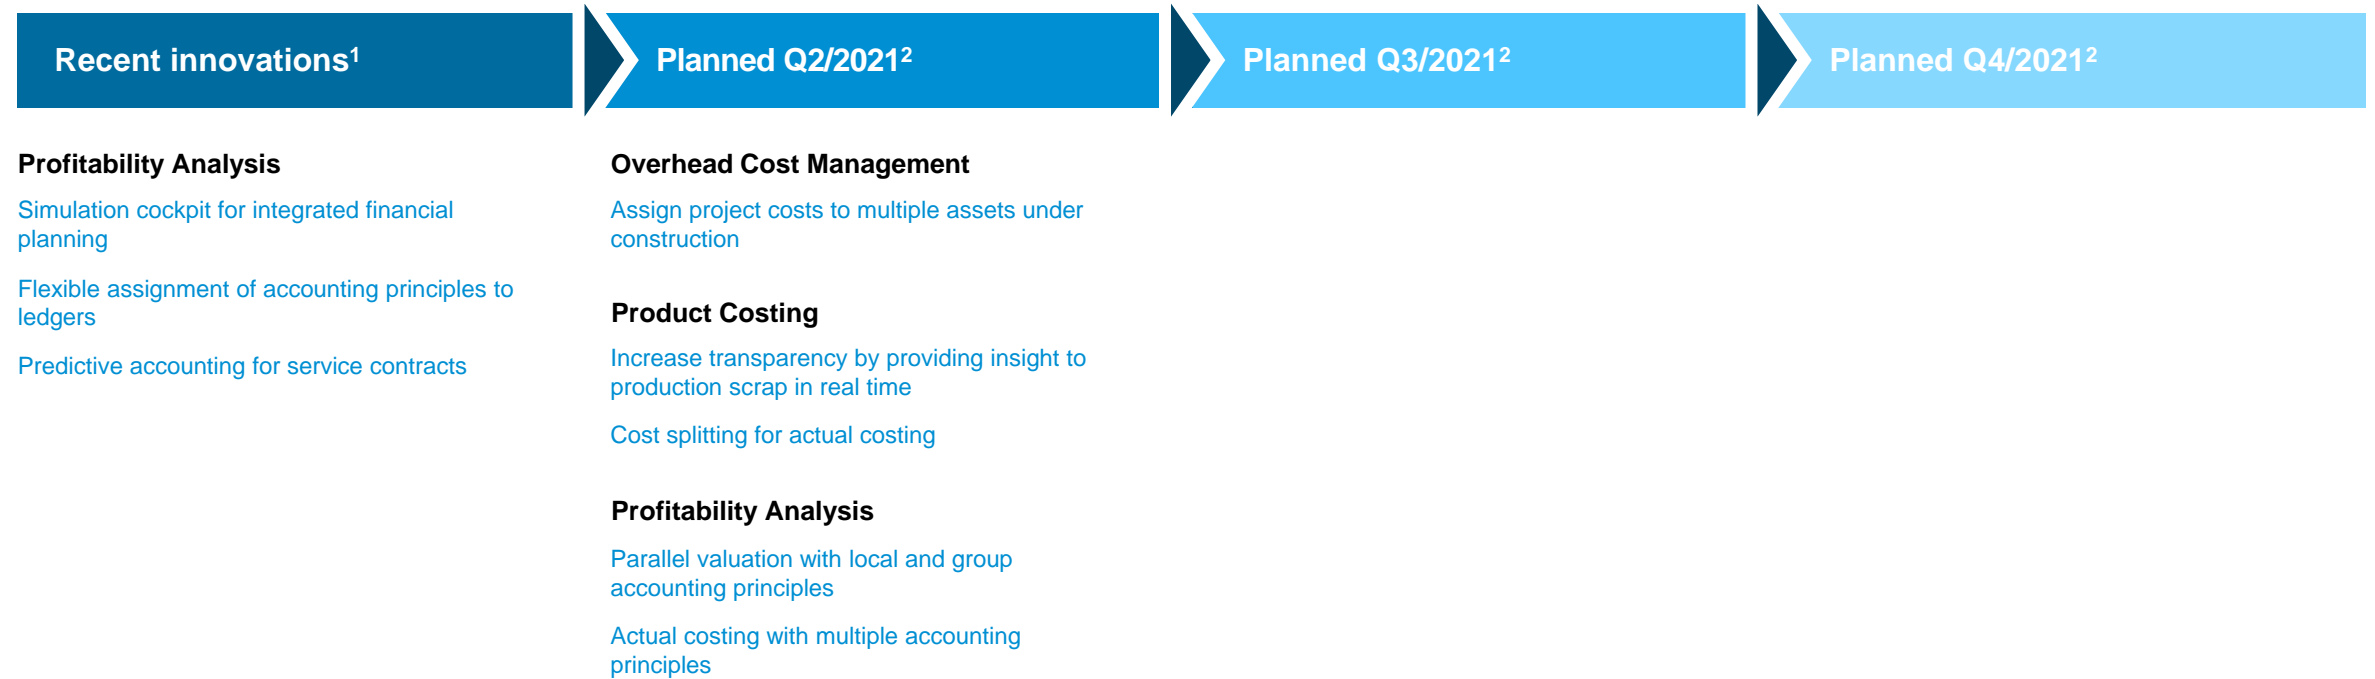 Recent innovations¹
Planned Q2/2021²
Planned Q3/2021²
Planned Q4/2021²
Profitability Analysis
Simulation cockpit for integrated financial
planning
Flexible assignment of accounting principles to
ledgers
Predictive accounting for service contracts
Overhead Cost Management
Assign project costs to multiple assets under
construction
Product Costing
Increase transparency by providing insight to
production scrap in real time
Cost splitting for actual costing
Profitability Analysis
Parallel valuation with local and group
accounting principles
Actual costing with multiple accounting
principles